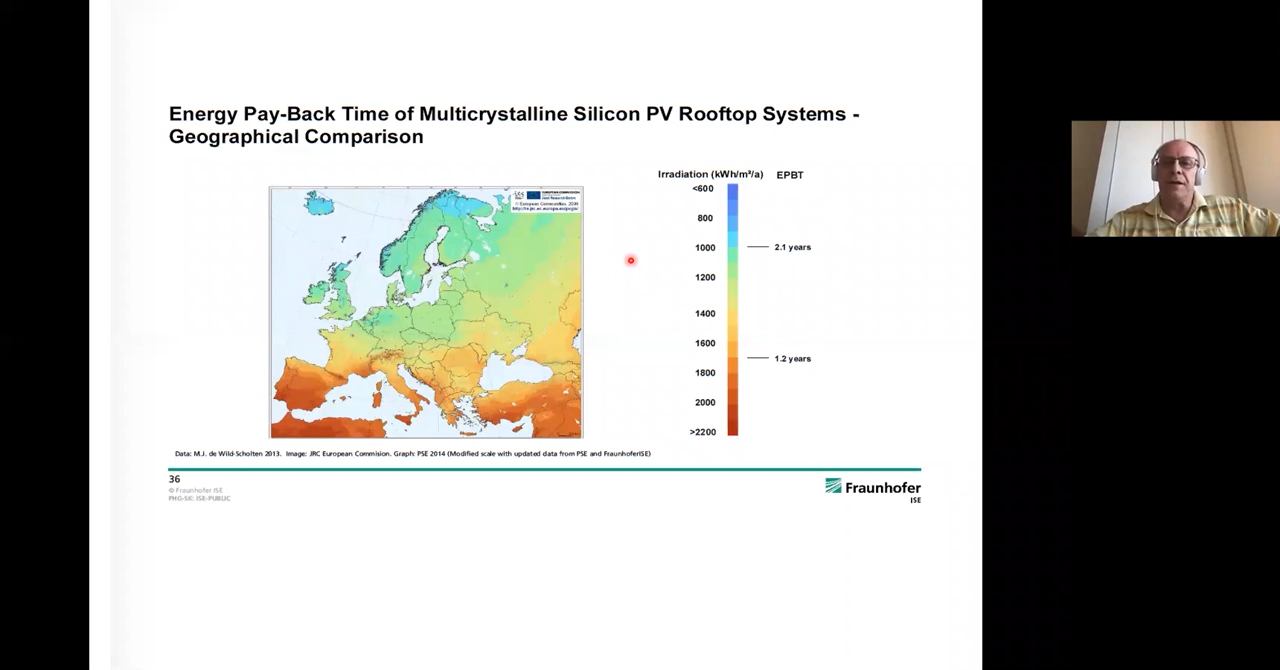 Energy Pay-Back Time of Multicrystalline Silicon PV Rooftop Systems -
Geographical Comparison
Irradiation (kWh/m²/a) EPBT
<600
800
1000
2.1 years
1200
1400
1600
1.2 years
1800
2000
>2200
EUROPEAN COMMISSION
Data: M.J. de Wild-Scholten 2013. Image: JRC European Commision. Graph: PSE 2014 (Modified scale with updated data from PSE and FraunhoferISE)
36
© Fraunhofer ISE
PHG-SK: ISE-PUBLIC
Fraunhofer
ISE